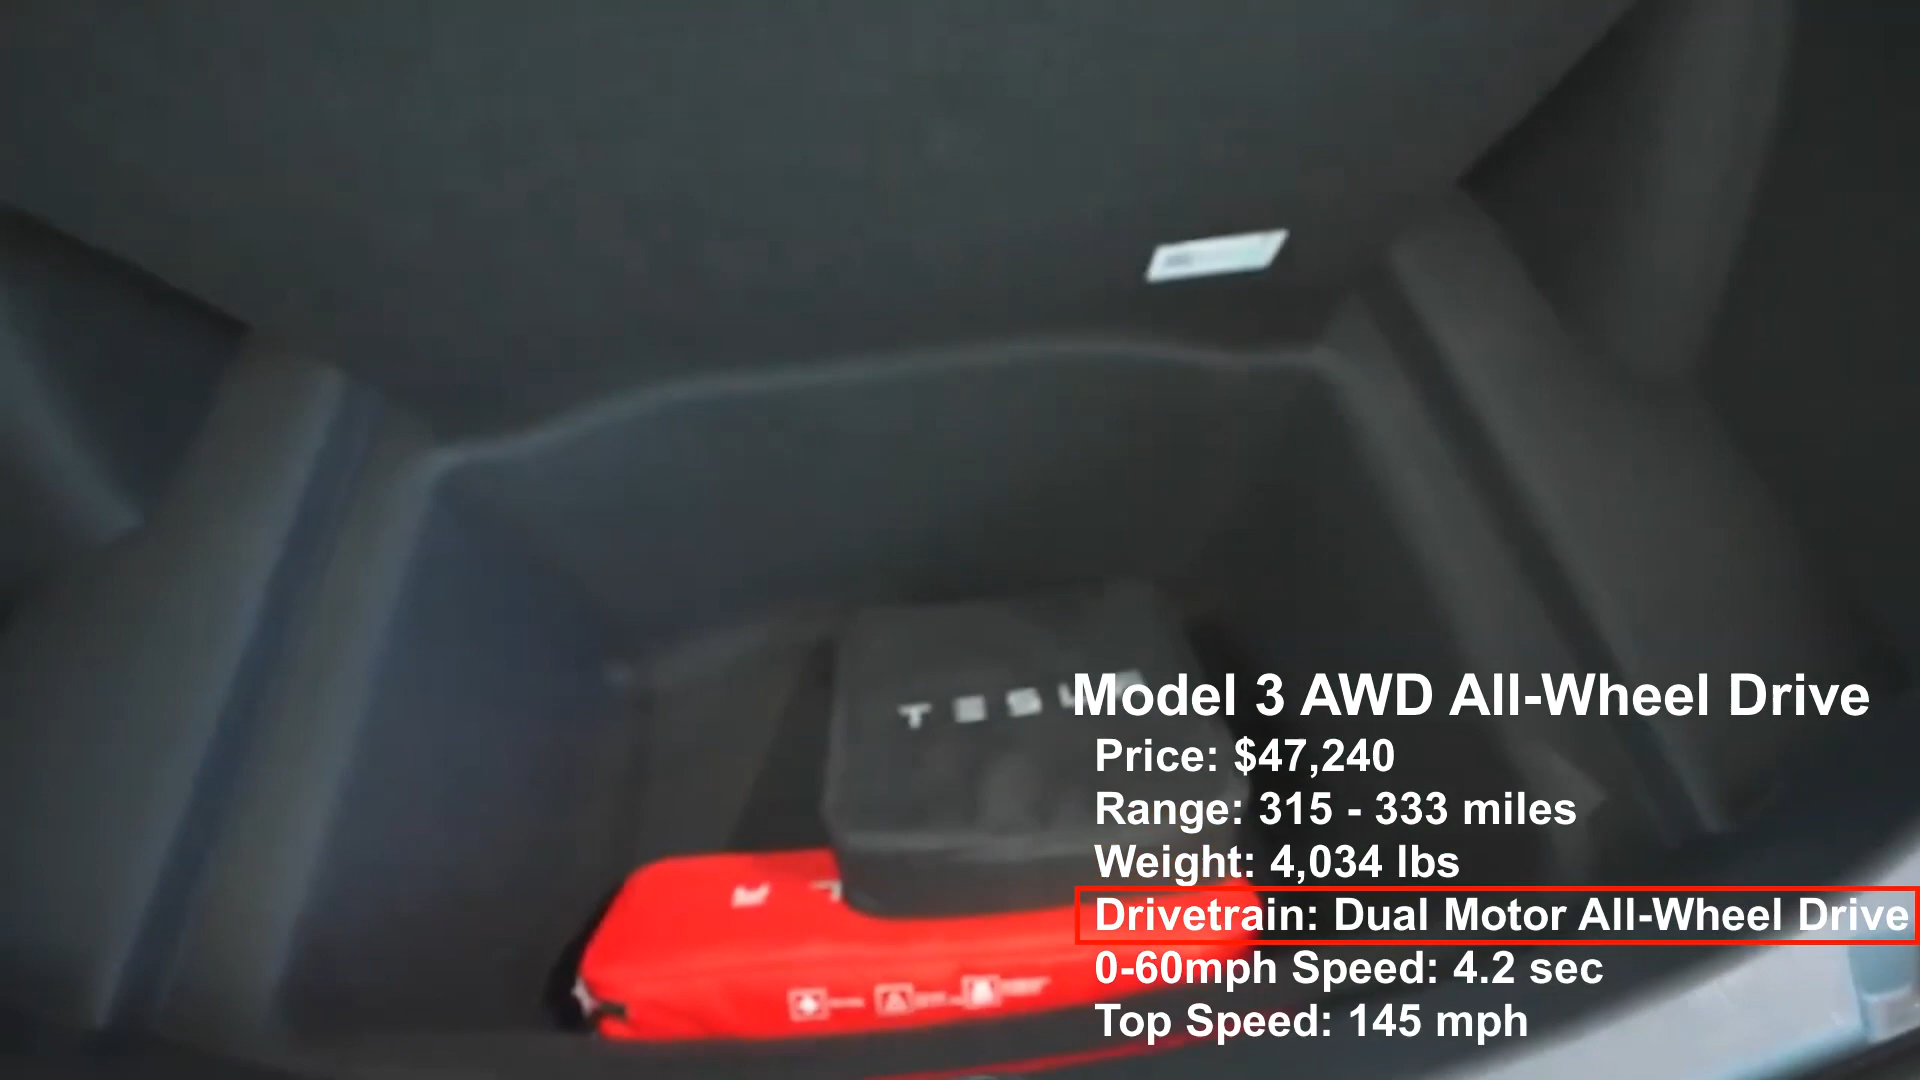 TESL
Model 3 AWD All-Wheel Drive
Price: $47,240
Range: 315 - 333 miles
Weight: 4,034 lbs
Drivetrain: Dual Motor All-Wheel Drive
0-60mph Speed: 4.2 sec
Top Speed: 145 mph